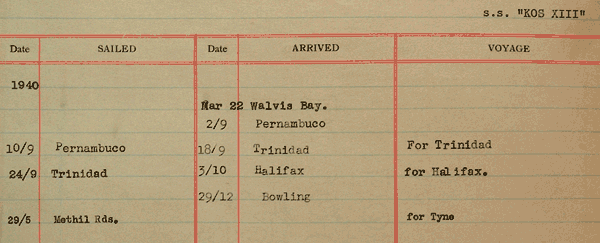 s.s. "KOS XIII"
Date SAILED Date ARRIVED VOYAGE
1940
Mar 22 Walvis Bay.
2/9 Pernambuco
10/9 Pernambuco 18/9 Trinidad For Trinidad
24/9 Trinidad 3/10 Halifax for Halifax.
29/12 Bowling
29/5 Methil Rds. for Tyne